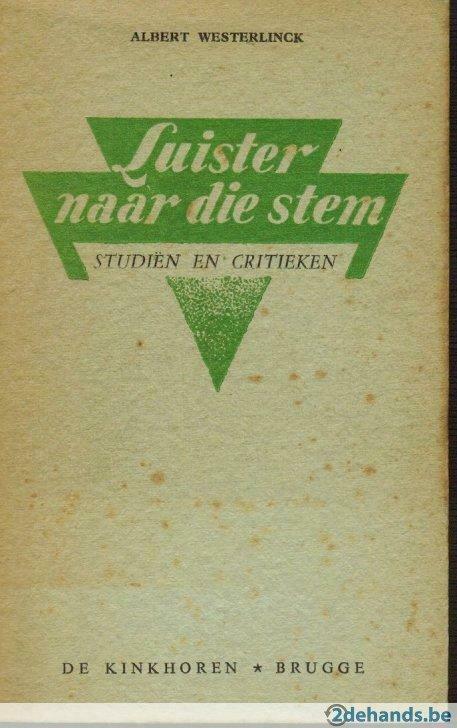 ALBERT WESTERLINCK
Luister
naar die stem
STUDIËN EN CRITIEKEN
DE KINKHOREN ★ BRUGGE
2dehands.be